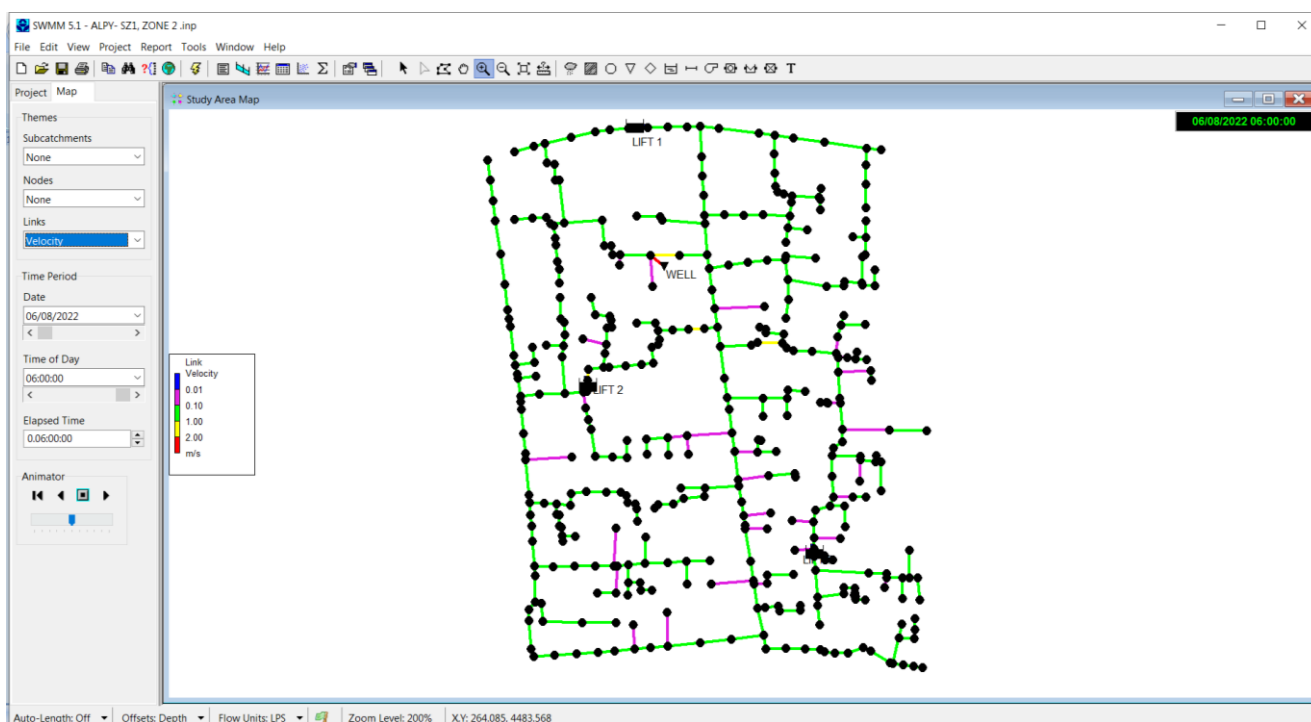 SWMM 5.1 - ALPY- SZ1, ZONE 2 .inp
File Edit View Project Report Tools Window Help
Project Map
Study Area Map
06/08/2022 06:00:00
Themes
Subcatchments
None
Nodes
None
Links
Velocity
Time Period
Date
06/08/2022
Time of Day
06:00:00
Elapsed Time
0.06:00:00
Animator
Link
Velocity
0.01
0.10
1.00
2.00
m/s
LIFT 1
WELL
LIFT 2
Auto-Length: Off Offsets: Depth Flow Units: LPS Zoom Level: 200% X,Y: 264.085, 4483.568